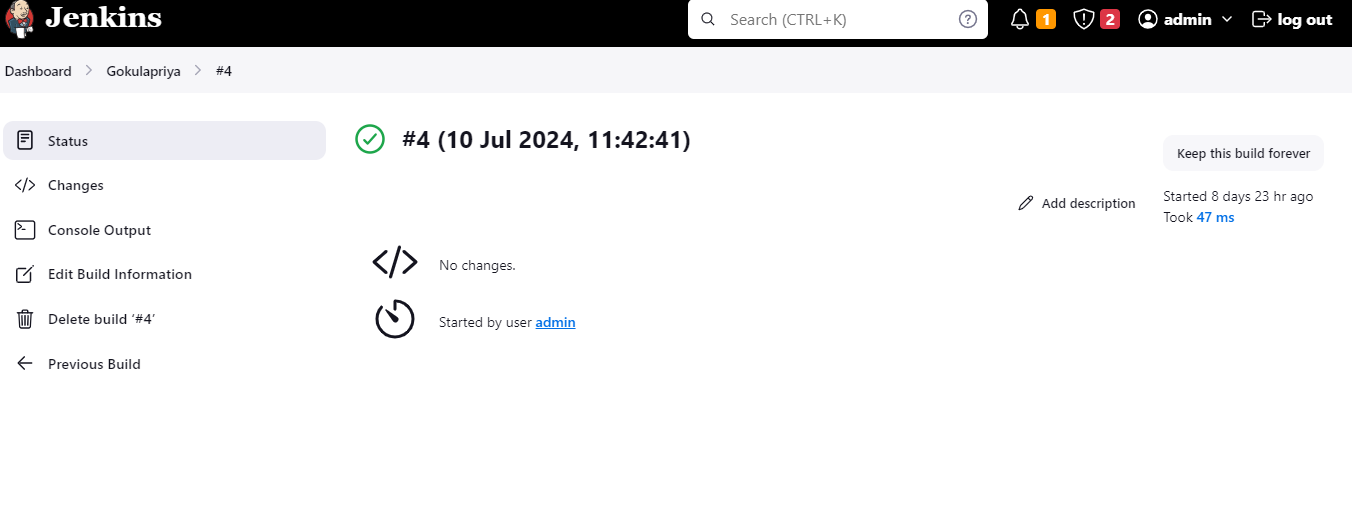 Jenkins
Search (CTRL+K)
1
2
admin
log out
Dashboard
Gokulapriya
#4
Status
Changes
Console Output
Edit Build Information
Delete build ‘#4’
Previous Build
#4 (10 Jul 2024, 11:42:41)
Keep this build forever
Add description
Started 8 days 23 hr ago
Took 47 ms
No changes.
Started by user admin